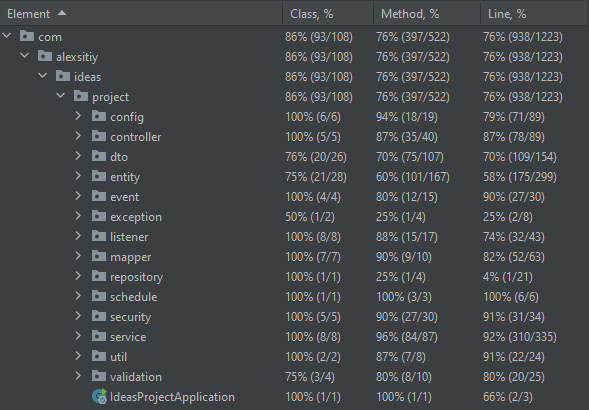 Element Class, % Method, % Line, %
com 86% (93/108) 76% (397/522) 76% (938/1223)
alexsitiy 86% (93/108) 76% (397/522) 76% (938/1223)
ideas 86% (93/108) 76% (397/522) 76% (938/1223)
project 86% (93/108) 76% (397/522) 76% (938/1223)
config 100% (6/6) 94% (18/19) 79% (71/89)
controller 100% (5/5) 87% (35/40) 87% (78/89)
dto 76% (20/26) 70% (75/107) 70% (109/154)
entity 75% (21/28) 60% (101/167) 58% (175/299)
event 100% (4/4) 80% (12/15) 90% (27/30)
exception 50% (1/2) 25% (1/4) 25% (2/8)
listener 100% (8/8) 88% (15/17) 74% (32/43)
mapper 100% (7/7) 90% (9/10) 82% (52/63)
repository 100% (1/1) 25% (1/4) 4% (1/21)
schedule 100% (1/1) 100% (3/3) 100% (6/6)
security 100% (5/5) 90% (27/30) 91% (31/34)
service 100% (8/8) 96% (84/87) 92% (310/335)
util 100% (2/2) 87% (7/8) 91% (22/24)
validation 75% (3/4) 80% (8/10) 80% (20/25)
IdeasProjectApplication 100% (1/1) 100% (1/1) 66% (2/3)